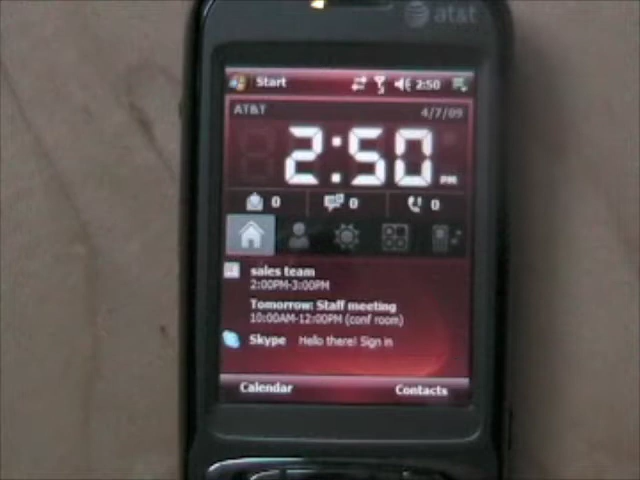 at&t
Start 2:50
AT&T 4/7/09
2:50 PM
0 0 0
sales team
2:00PM-3:00PM
Tomorrow: Staff meeting
10:00AM-12:00PM (conf room)
Skype Hello there! Sign in
Calendar Contacts